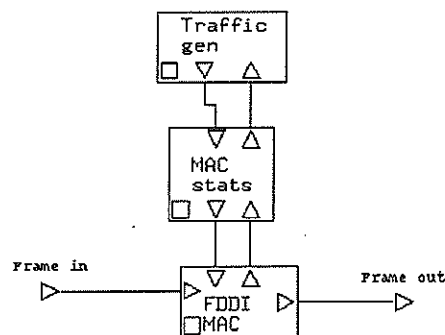 Traffic
gen
MAC
stats
Frame in
Frame out
FDDI
MAC